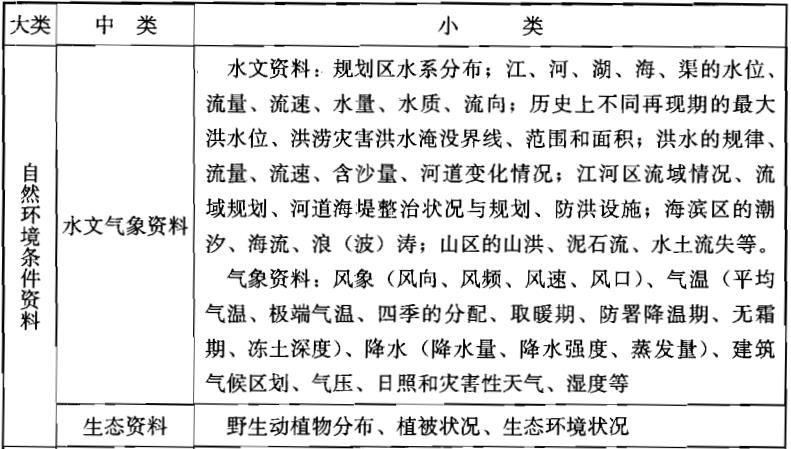 大类 中类 小类
自然环境条件资料
水文气象资料
水文资料：规划区水系分布；江、河、湖、海、渠的水位、
流量、流速、水量、水质、流向；历史上不同再现期的最大
洪水位、洪涝灾害洪水淹没界线、范围和面积；洪水的规律、
流量、流速、含沙量、河道变化情况；江河区流域情况、流
域规划、河道海堤整治状况与规划、防洪设施；海滨区的潮
汐、海流、浪（波）涛；山区的山洪、泥石流、水土流失等。
气象资料：风象（风向、风频、风速、风口）、气温（平均
气温、极端气温、四季的分配、取暖期、防署降温期、无霜
期、冻土深度）、降水（降水量、降水强度、蒸发量）、建筑
气候区划、气压、日照和灾害性天气、湿度等
生态资料 野生动植物分布、植被状况、生态环境状况